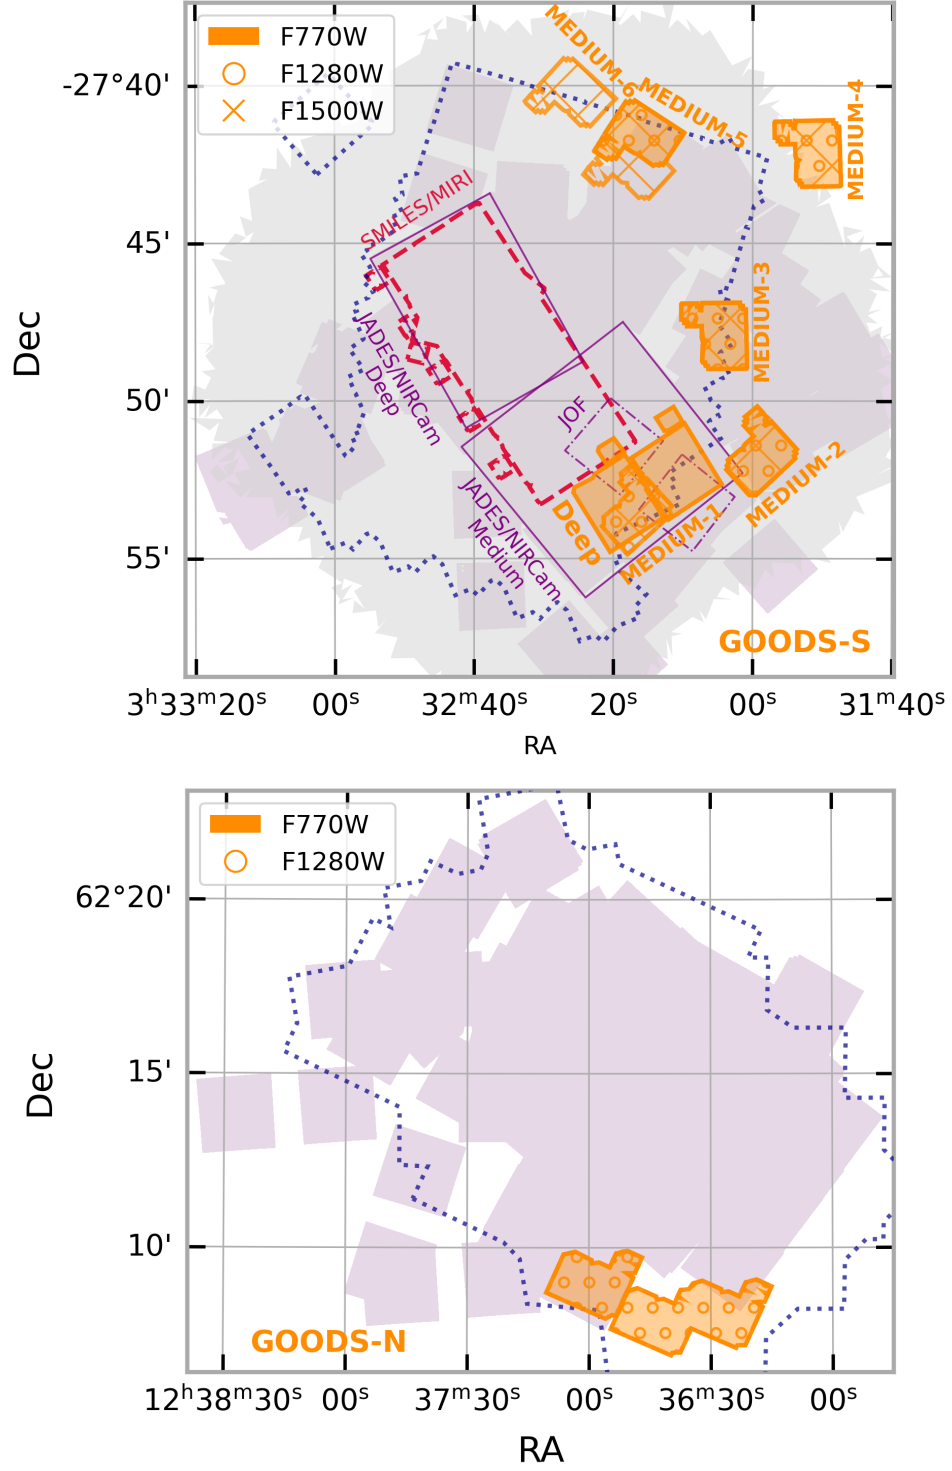 F770W
F1280W
F1500W
MEDIUM-6
MEDIUM-5
MEDIUM-4
SMILES/MIRI
MEDIUM-3
JADES/NIRCam
Deep
JOF
MEDIUM-2
JADES/NIRCam
Medium
Deep
MEDIUM-1
GOODS-S
-27°40'
45'
50'
55'
Dec
3ʰ33ᵐ20ˢ 00ˢ 32ᵐ40ˢ 20ˢ 00ˢ 31ᵐ40ˢ
RA
F770W
F1280W
62°20'
15'
10'
Dec
GOODS-N
12ʰ38ᵐ30ˢ 00ˢ 37ᵐ30ˢ 00ˢ 36ᵐ30ˢ 00ˢ
RA